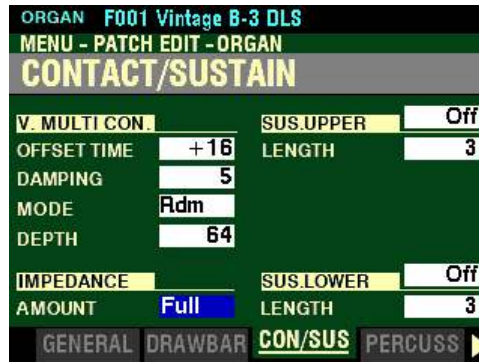 ORGAN F001 Vintage B-3 DLS
MENU - PATCH EDIT - ORGAN
CONTACT/SUSTAIN
V. MULTI CON. SUS.UPPER Off
OFFSET TIME +16 LENGTH 3
DAMPING 5
MODE Rdm
DEPTH 64
IMPEDANCE SUS.LOWER Off
AMOUNT Full LENGTH 3
GENERAL DRAWBAR CON/SUS PERCUSS